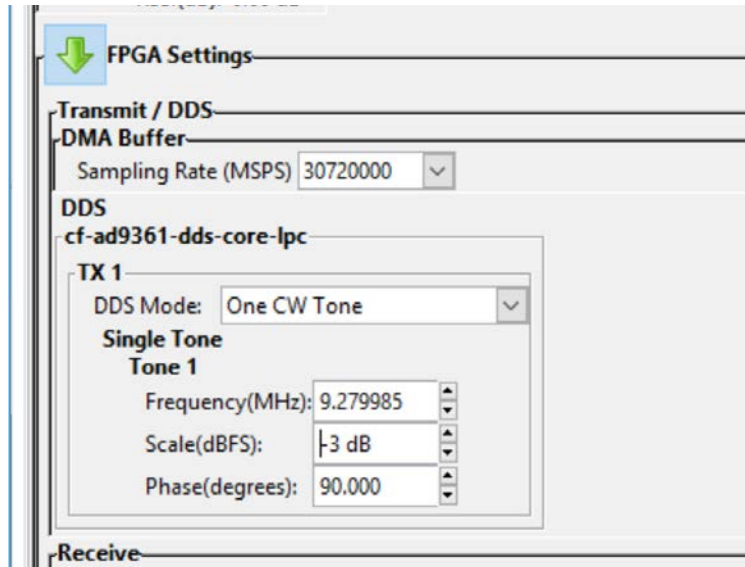 FPGA Settings
Transmit / DDS
DMA Buffer
Sampling Rate (MSPS) 30720000
DDS
cf-ad9361-dds-core-lpc
TX 1
DDS Mode: One CW Tone
Single Tone
Tone 1
Frequency(MHz): 9.279985
Scale(dBFS): -3 dB
Phase(degrees): 90.000
Receive